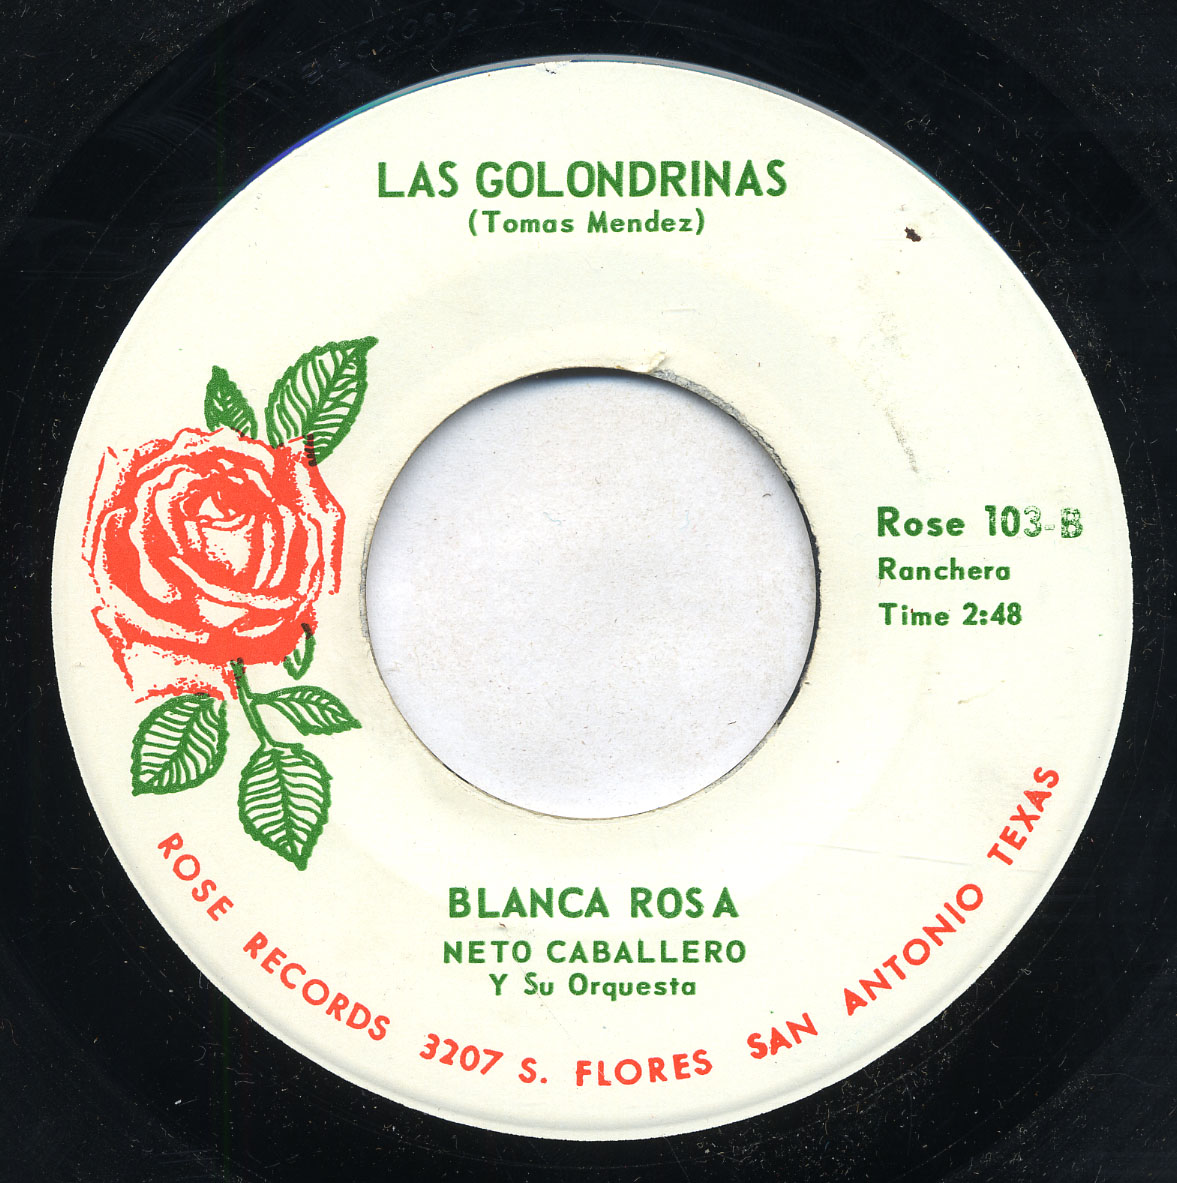 LAS GOLONDRINAS
(Tomas Mendez)
Rose 103-B
Ranchera
Time 2:48
BLANCA ROSA
NETO CABALLERO
Y Su Orquesta
ROSE RECORDS 3207 S. FLORES SAN ANTONIO TEXAS